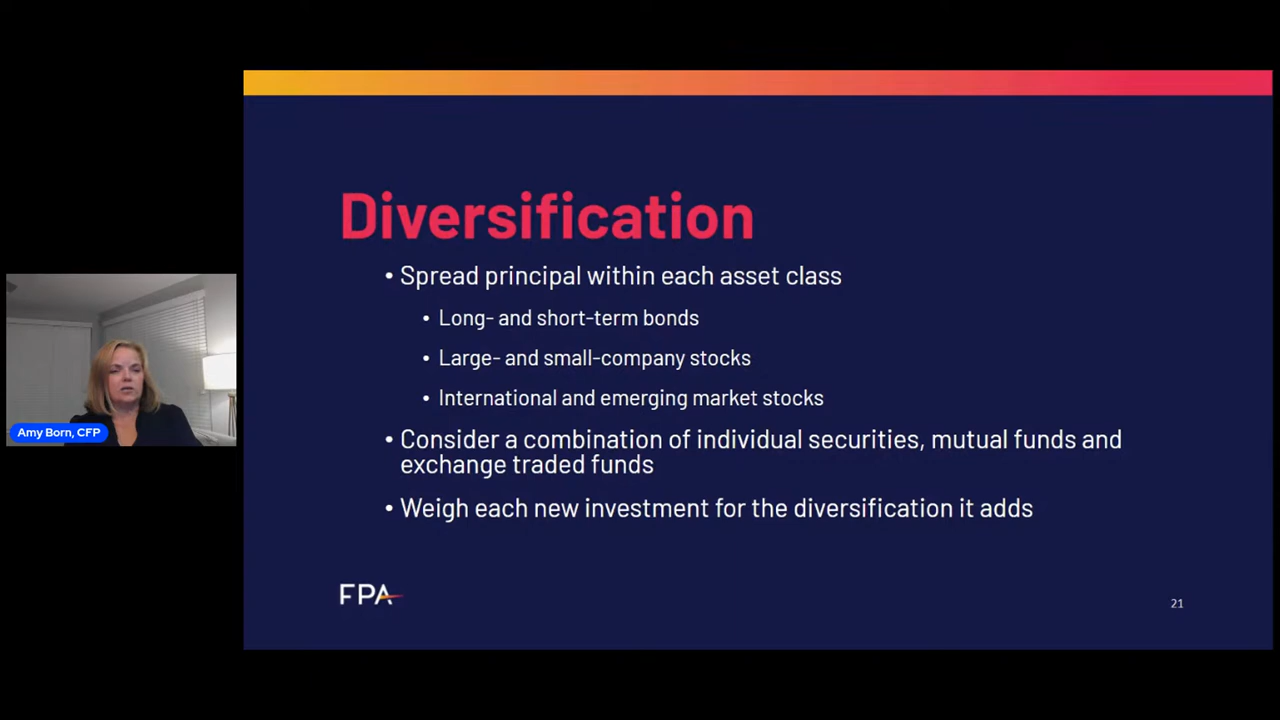 Diversification
• Spread principal within each asset class
• Long- and short-term bonds
• Large- and small-company stocks
• International and emerging market stocks
• Consider a combination of individual securities, mutual funds and
exchange traded funds
• Weigh each new investment for the diversification it adds
Amy Born, CFP
FPA
21